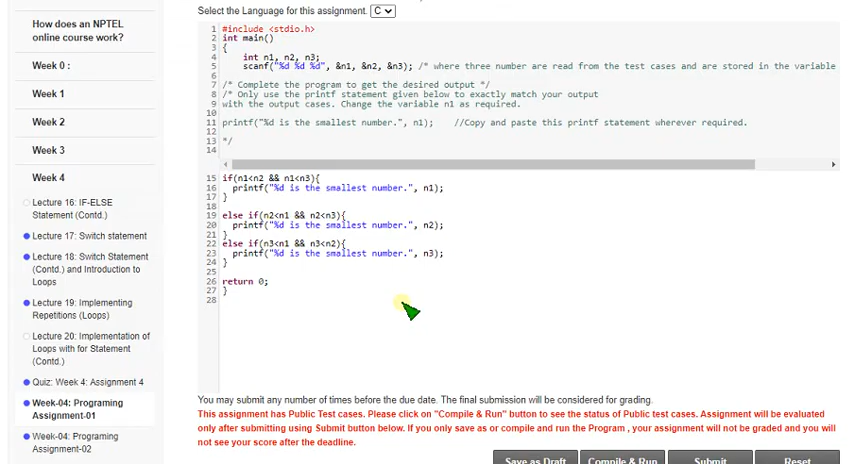 How does an NPTEL
online course work?
Week 0 :
Week 1
Week 2
Week 3
Week 4
Lecture 16: IF-ELSE
Statement (Contd.)
Lecture 17: Switch statement
Lecture 18: Switch Statement
(Contd.) and Introduction to
Loops
Lecture 19: Implementing
Repetitions (Loops)
Lecture 20: Implementation of
Loops with for Statement
(Contd.)
Quiz: Week 4: Assignment 4
Week-04: Programing
Assignment-01
Week-04: Programing
Assignment-02
Select the Language for this assignment. C
1 #include <stdio.h>
2 int main()
3 {
4 int n1, n2, n3;
5 scanf("%d %d %d", &n1, &n2, &n3); /* where three number are read from the test cases and are stored in the variable
6
7 /* Complete the program to get the desired output */
8 /* Only use the printf statement given below to exactly match your output
9 with the output cases. Change the variable n1 as required.
10
11 printf("%d is the smallest number.", n1); //Copy and paste this printf statement wherever required.
12
13 */
14
15 if(n1<n2 && n1<n3){
16 printf("%d is the smallest number.", n1);
17 }
18
19 else if(n2<n1 && n2<n3){
20 printf("%d is the smallest number.", n2);
21 }
22 else if(n3<n1 && n3<n2){
23 printf("%d is the smallest number.", n3);
24 }
25
26 return 0;
27 }
28
You may submit any number of times before the due date. The final submission will be considered for grading.
This assignment has Public Test cases. Please click on "Compile & Run" button to see the status of Public test cases. Assignment will be evaluated
only after submitting using Submit button below. If you only save as or compile and run the Program , your assignment will not be graded and you will
not see your score after the deadline.
Save as Draft Compile & Run Submit Reset